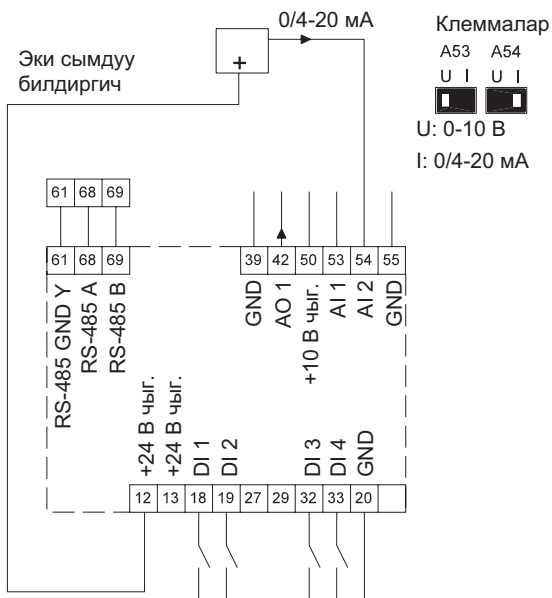 0/4-20 мА
Эки сымдуу
билдиргич
+
Клеммалар
A53 A54
U I U I
U: 0-10 В
I: 0/4-20 мА
61 68 69
61 68 69
39 42 50 53 54 55
RS-485 GND Y
RS-485 A
RS-485 B
GND
AO 1
+10 В чыг.
AI 1
AI 2
GND
+24 В чыг.
+24 В чыг.
DI 1
DI 2
DI 3
DI 4
GND
12 13 18 19 27 29 32 33 20